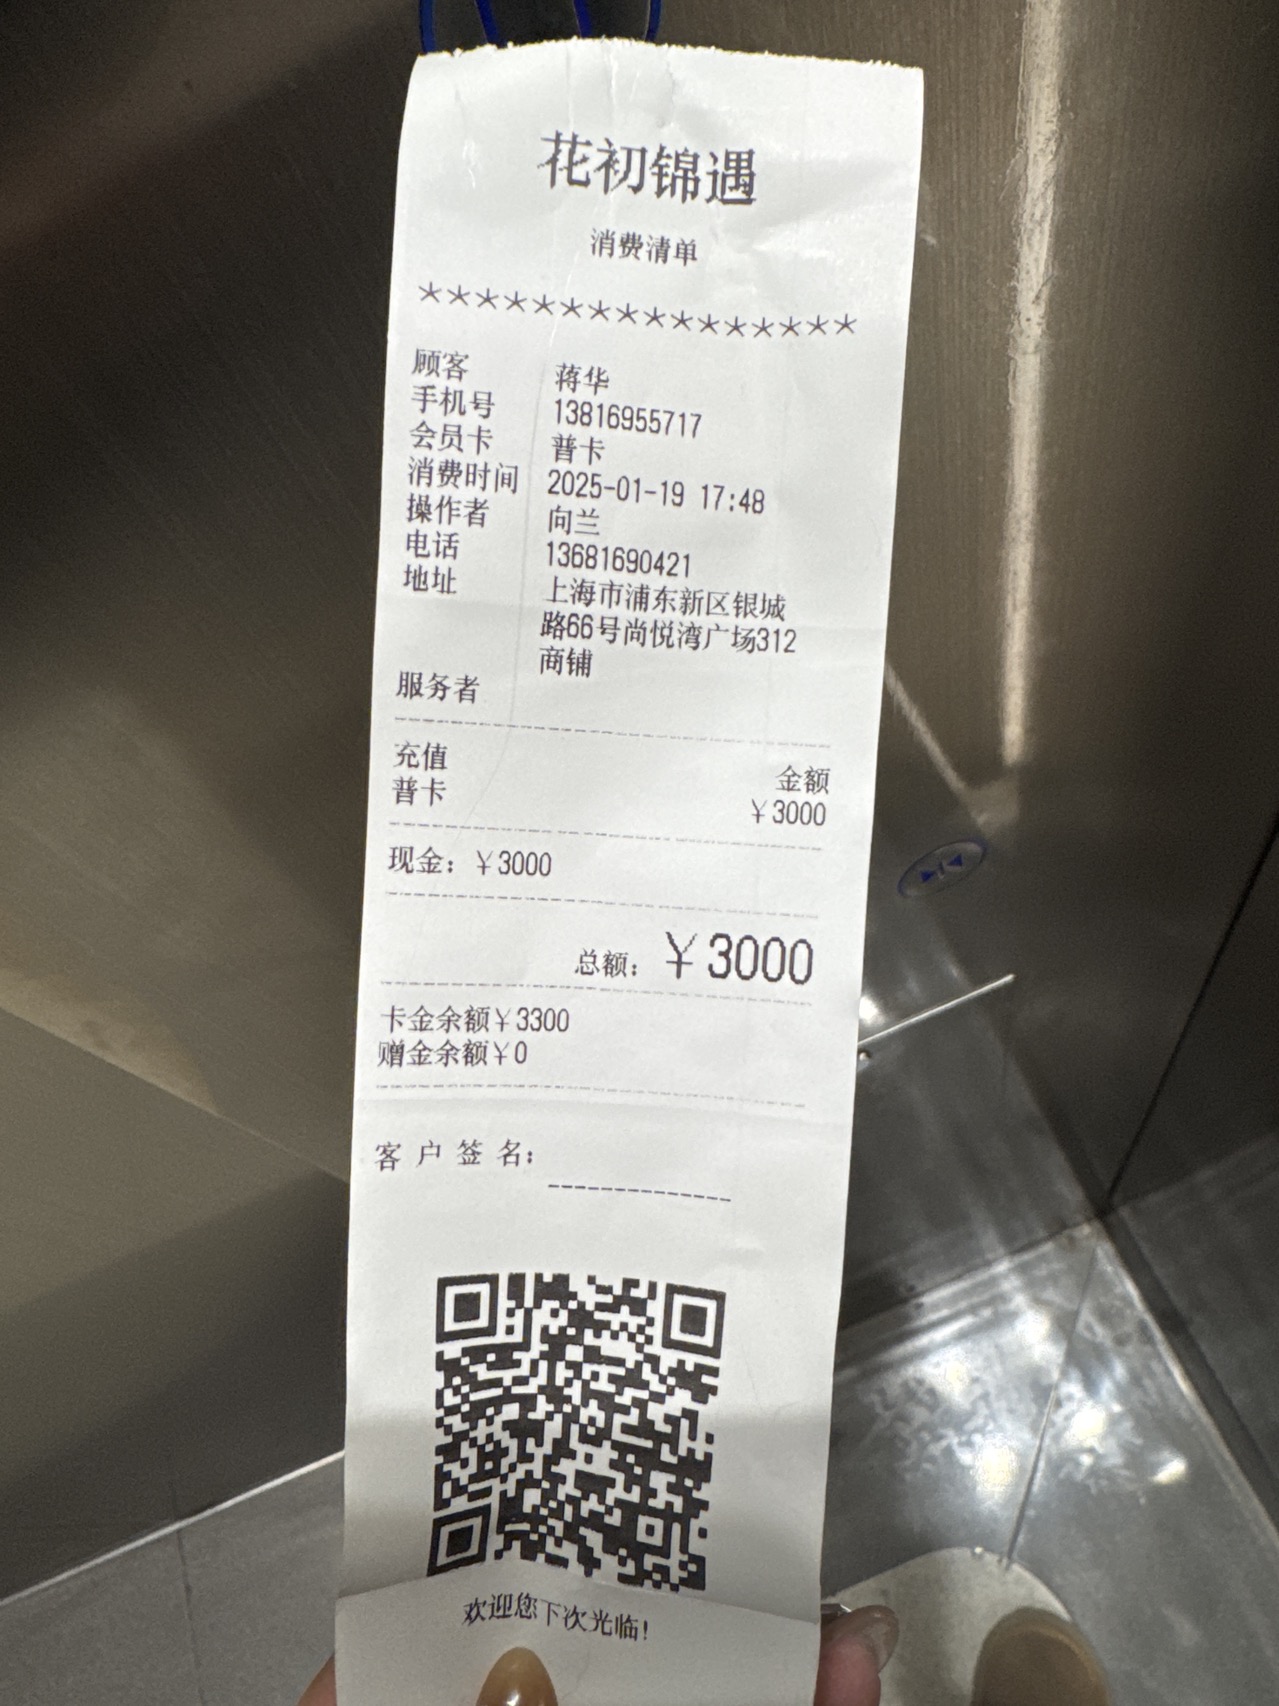 花初锦遇
消费清单
****************
顾客 蒋华
手机号 13816955717
会员卡 普卡
消费时间 2025-01-19 17:48
操作者 向兰
电话 13681690421
地址 上海市浦东新区银城
路66号尚悦湾广场312
商铺
服务者
充值 金额
普卡 ¥3000
现金：¥3000
总额：¥3000
卡金余额¥3300
赠金余额¥0
客户签名：
欢迎您下次光临！